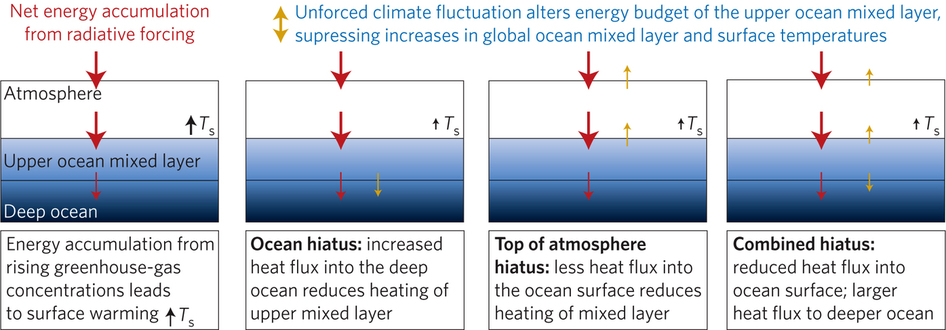 Net energy accumulation
from radiative forcing
Unforced climate fluctuation alters energy budget of the upper ocean mixed layer,
supressing increases in global ocean mixed layer and surface temperatures
Atmosphere
Ts
Upper ocean mixed layer
Deep ocean
Ts
Ts
Ts
Energy accumulation from
rising greenhouse-gas
concentrations leads
to surface warming Ts
Ocean hiatus: increased
heat flux into the deep
ocean reduces heating of
upper mixed layer
Top of atmosphere
hiatus: less heat flux into
the ocean surface reduces
heating of mixed layer
Combined hiatus:
reduced heat flux into
ocean surface; larger
heat flux to deeper ocean